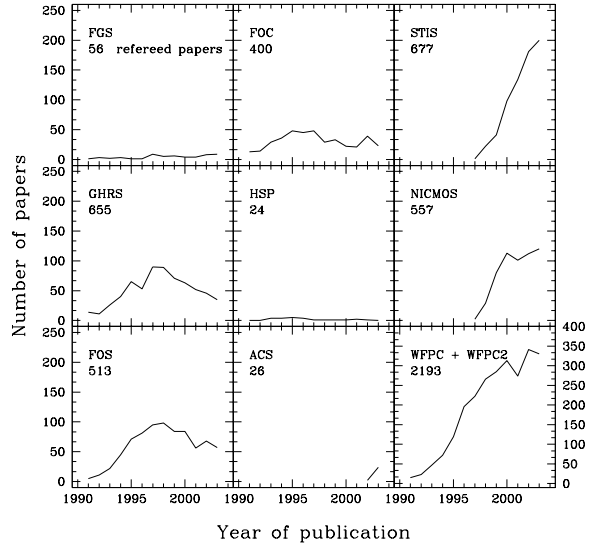 FGS
56 refereed papers
FOC
400
STIS
677
250
200
150
100
50
0
GHRS
655
HSP
24
NICMOS
557
250
200
150
100
50
0
FOS
513
ACS
26
WFPC + WFPC2
2193
250
200
150
100
50
0
400
350
300
250
200
150
100
50
0
1990 1995 2000 1990 1995 2000 1990 1995 2000
Number of papers
Year of publication